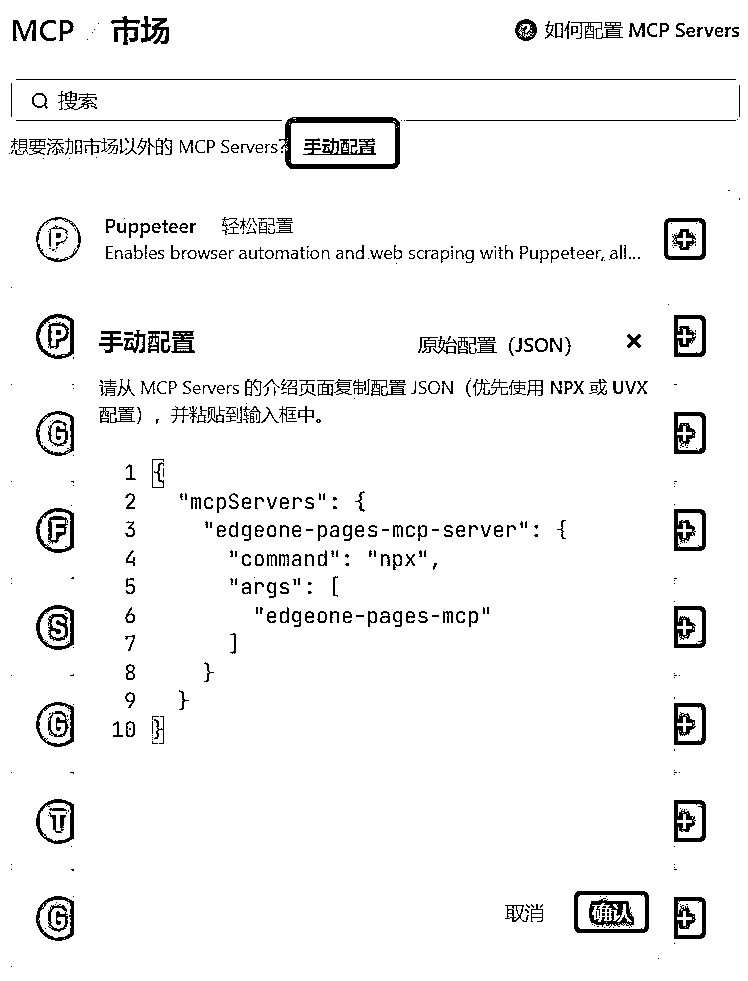 MCP / 市场
如何配置 MCP Servers
搜索
想要添加市场以外的 MCP Servers? 手动配置
P
Puppeteer 轻松配置
Enables browser automation and web scraping with Puppeteer, all...
P
手动配置
原始配置（JSON）
请从 MCP Servers 的介绍页面复制配置 JSON（优先使用 NPX 或 UVX
配置），并粘贴到输入框中。
G
F
S
G
T
G
1 {
2 "mcpServers": {
3 "edgeone-pages-mcp-server": {
4 "command": "npx",
5 "args": [
6 "edgeone-pages-mcp"
7 ]
8 }
9 }
10 }
取消
确认